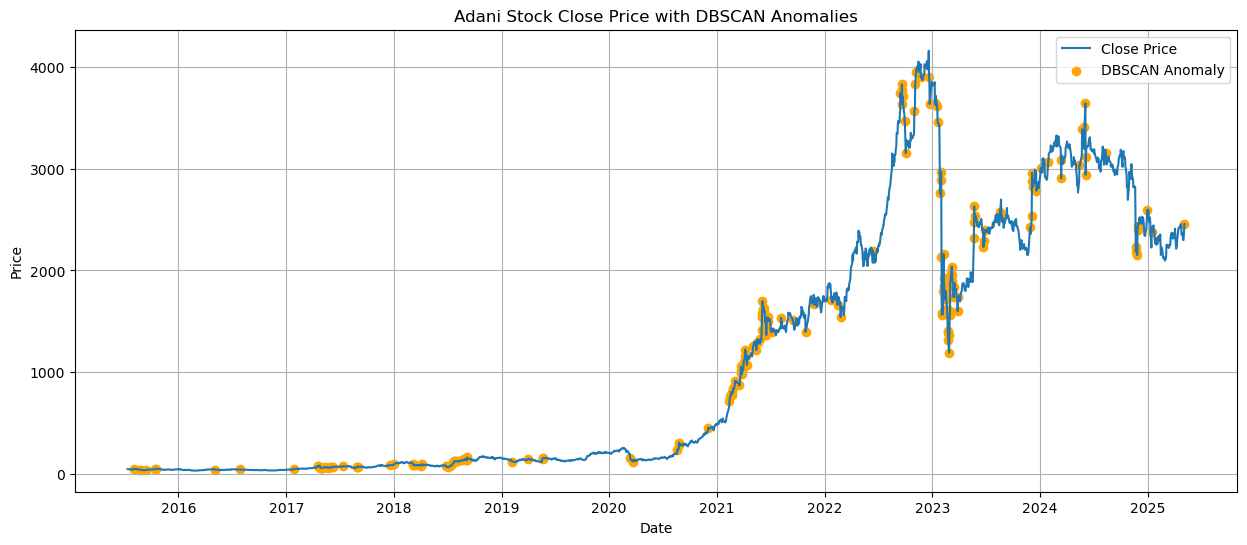 Adani Stock Close Price with DBSCAN Anomalies
Close Price
DBSCAN Anomaly
Price
4000
3000
2000
1000
0
2016 2017 2018 2019 2020 2021 2022 2023 2024 2025
Date